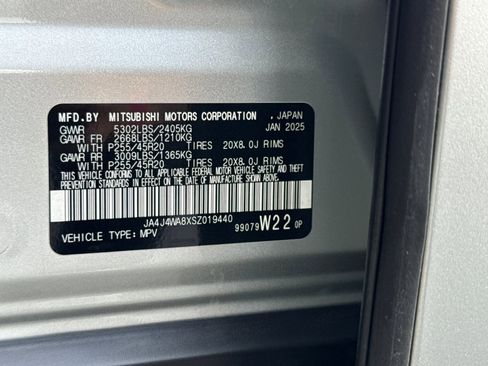 MFD.BY MITSUBISHI MOTORS CORPORATION , JAPAN
GVWR 5302LBS/2405KG JAN 2025
GAWR FR 2668LBS/1210KG
WITH P255/45R20 TIRES 20X8.0J RIMS
GAWR RR 3009LBS/1365KG
WITH P255/45R20 TIRES 20X8.0J RIMS
THIS VEHICLE CONFORMS TO ALL APPLICABLE FEDERAL MOTOR VEHICLE SAFETY AND THEFT
PREVENTION STANDARDS IN EFFECT ON THE DATE OF MANUFACTURE SHOWN ABOVE.
JA4J4WA8XSZ019440
99079 W22 0P
VEHICLE TYPE: MPV